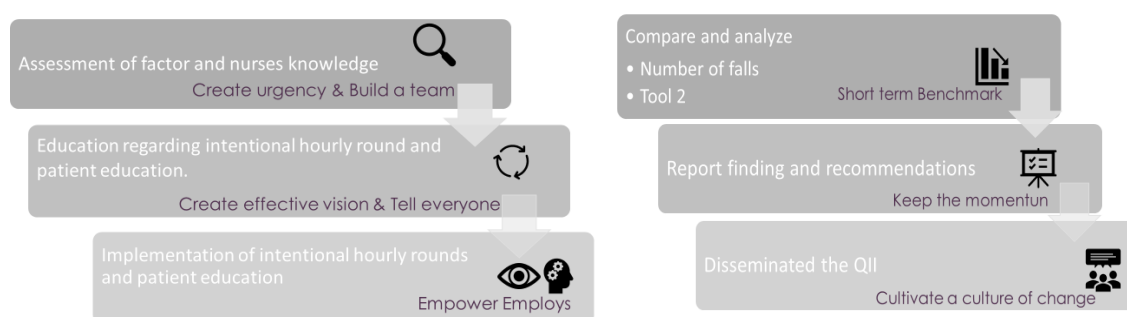 Assessment of factor and nurses knowledge
Create urgency & Build a team
Education regarding intentional hourly round and
patient education.
Create effective vision & Tell everyone
Implementation of intentional hourly rounds
and patient education
Empower Employs
Compare and analyze
• Number of falls
• Tool 2
Short term Benchmark
Report finding and recommendations
Keep the momentun
Disseminated the QII
Cultivate a culture of change